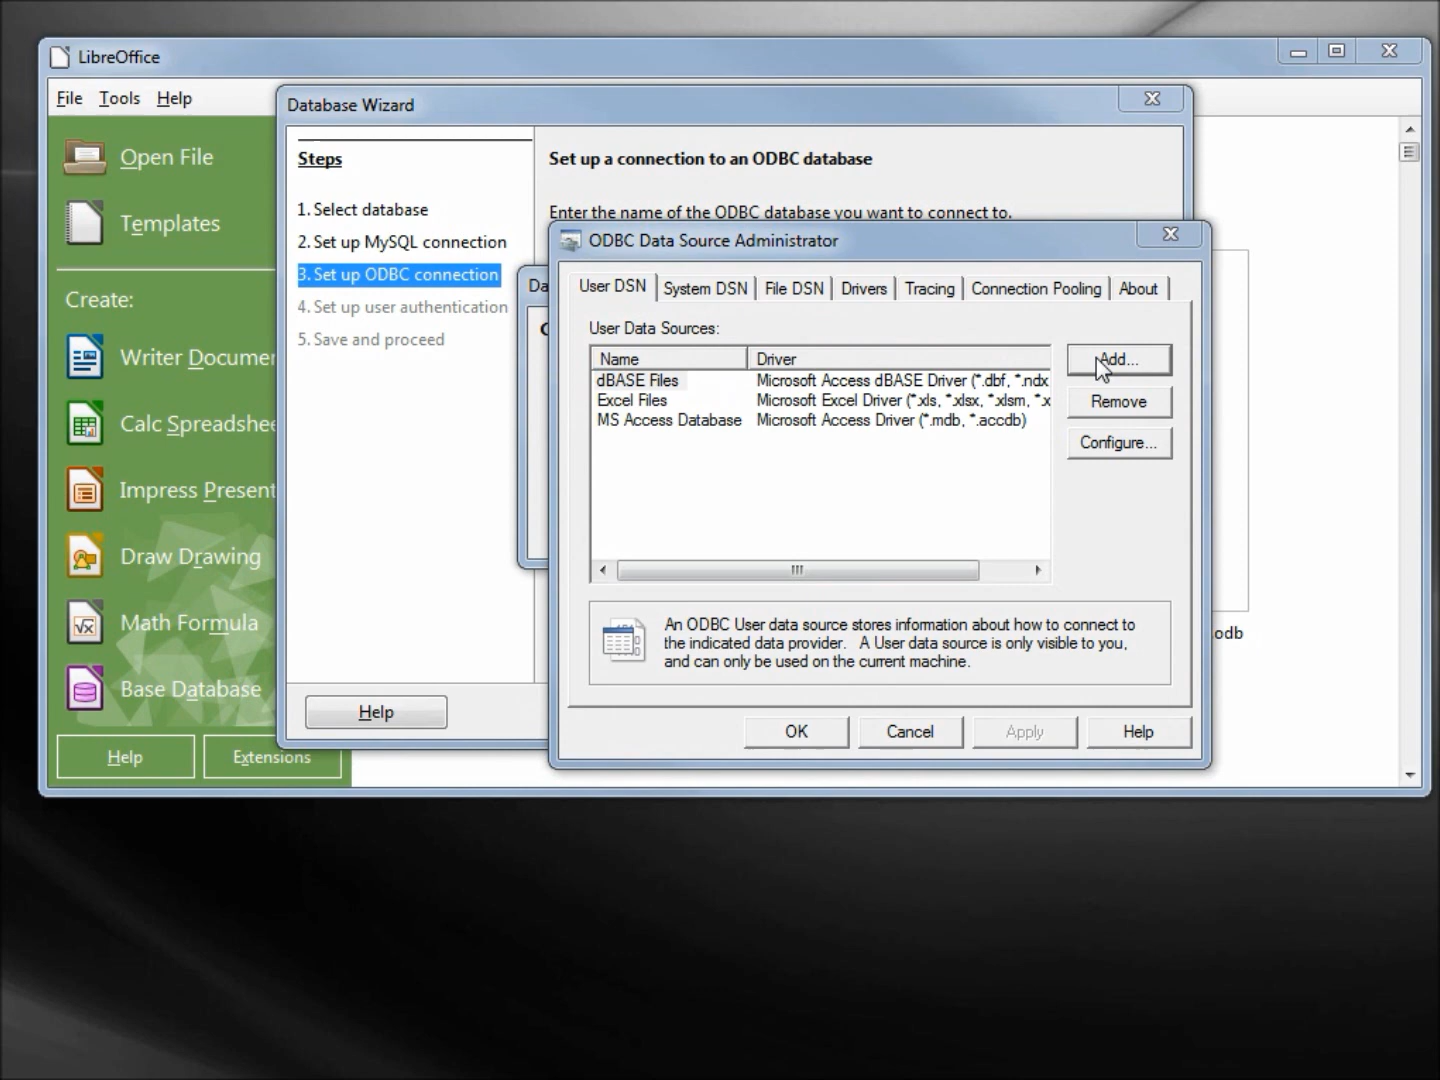 LibreOffice
File Tools Help
Open File
Templates
Create:
Writer Documen
Calc Spreadshee
Impress Present
Draw Drawing
Math Formula
Base Database
Help
Extensions
Database Wizard
Steps
1. Select database
2. Set up MySQL connection
3. Set up ODBC connection
4. Set up user authentication
5. Save and proceed
Help
Set up a connection to an ODBC database
Enter the name of the ODBC database you want to connect to.
Da
ODBC Data Source Administrator
User DSN System DSN File DSN Drivers Tracing Connection Pooling About
User Data Sources:
Name Driver
dBASE Files Microsoft Access dBASE Driver (*.dbf, *.ndx
Excel Files Microsoft Excel Driver (*.xls, *.xlsx, *.xlsm, *.x
MS Access Database Microsoft Access Driver (*.mdb, *.accdb)
Add...
Remove
Configure...
An ODBC User data source stores information about how to connect to
the indicated data provider. A User data source is only visible to you,
and can only be used on the current machine.
OK Cancel Apply Help
.odb